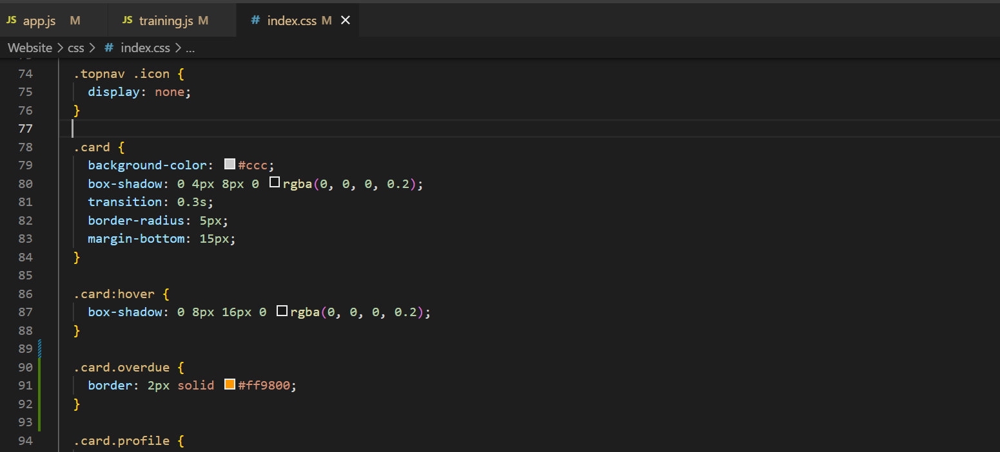 JS app.js M JS training.js M # index.css M ×
Website > css > # index.css > ...
74 .topnav .icon {
75 display: none;
76 }
77
78 .card {
79 background-color: #ccc;
80 box-shadow: 0 4px 8px 0 rgba(0, 0, 0, 0.2);
81 transition: 0.3s;
82 border-radius: 5px;
83 margin-bottom: 15px;
84 }
85
86 .card:hover {
87 box-shadow: 0 8px 16px 0 rgba(0, 0, 0, 0.2);
88 }
89
90 .card.overdue {
91 border: 2px solid #ff9800;
92 }
93
94 .card.profile {